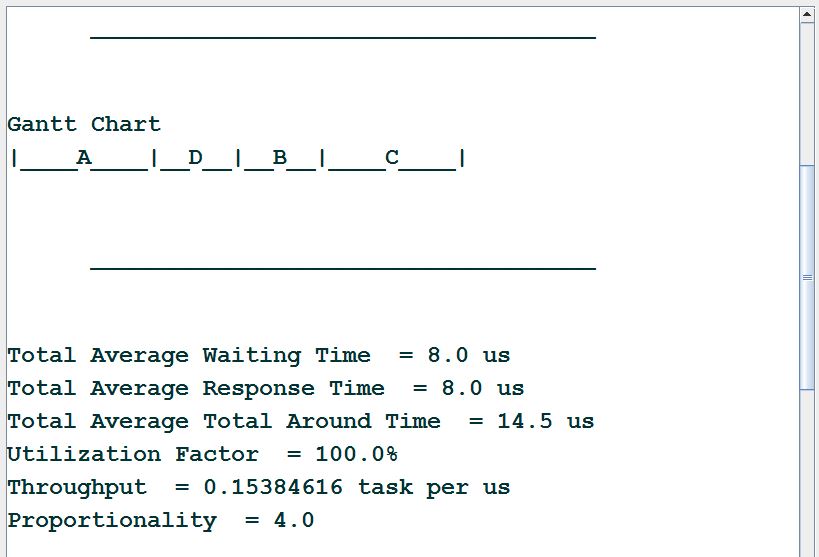 Gantt Chart
|____A____|__D__|__B__|____C____|
Total Average Waiting Time  = 8.0 us
Total Average Response Time  = 8.0 us
Total Average Total Around Time  = 14.5 us
Utilization Factor  = 100.0%
Throughput  = 0.15384616 task per us
Proportionality  = 4.0